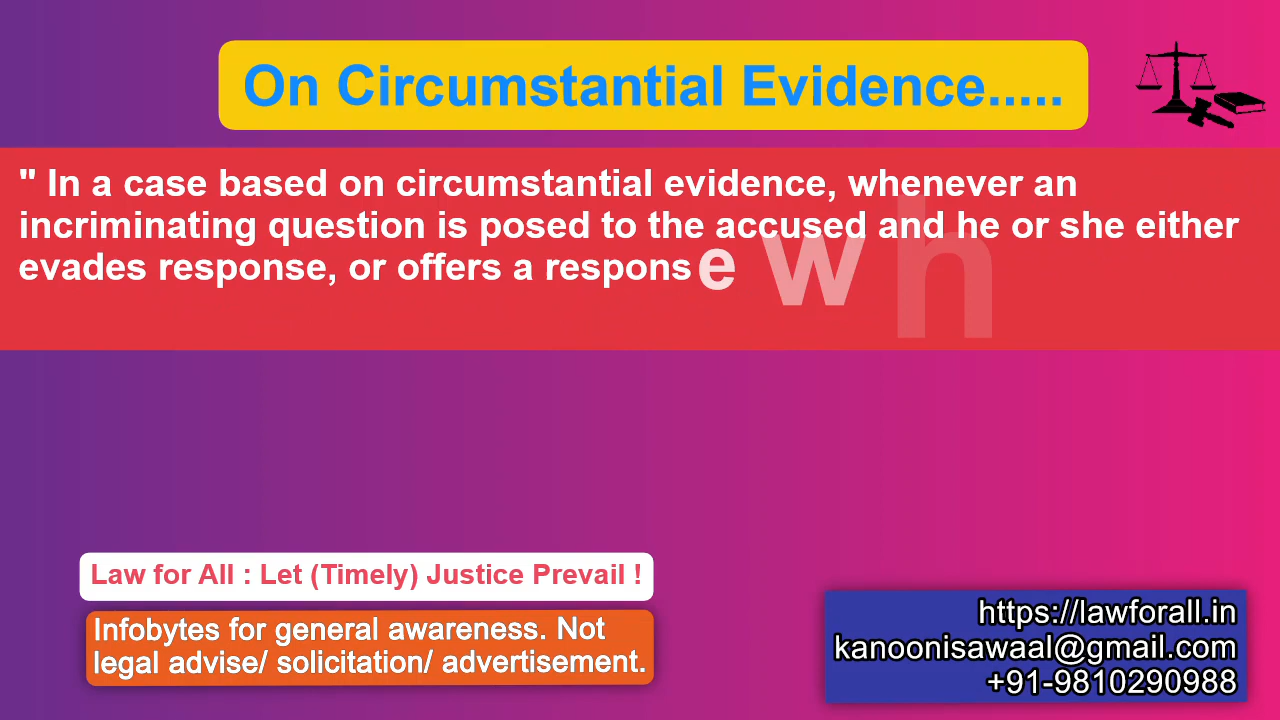 On Circumstantial Evidence.....
" In a case based on circumstantial evidence, whenever an
incriminating question is posed to the accused and he or she either
evades response, or offers a response wh
Law for All : Let (Timely) Justice Prevail !
Infobytes for general awareness. Not
legal advise/ solicitation/ advertisement.
https://lawforall.in
kanoonisawaal@gmail.com
+91-9810290988